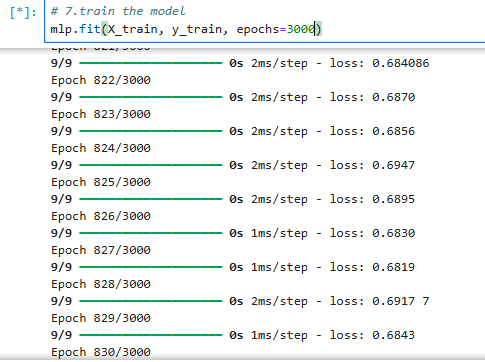 [*]: # 7.train the model
mlp.fit(X_train, y_train, epochs=3000)
9/9 0s 2ms/step - loss: 0.684086
Epoch 822/3000
9/9 0s 2ms/step - loss: 0.6870
Epoch 823/3000
9/9 0s 2ms/step - loss: 0.6856
Epoch 824/3000
9/9 0s 2ms/step - loss: 0.6947
Epoch 825/3000
9/9 0s 2ms/step - loss: 0.6895
Epoch 826/3000
9/9 0s 1ms/step - loss: 0.6830
Epoch 827/3000
9/9 0s 1ms/step - loss: 0.6819
Epoch 828/3000
9/9 0s 2ms/step - loss: 0.6917 7
Epoch 829/3000
9/9 0s 1ms/step - loss: 0.6843
Epoch 830/3000